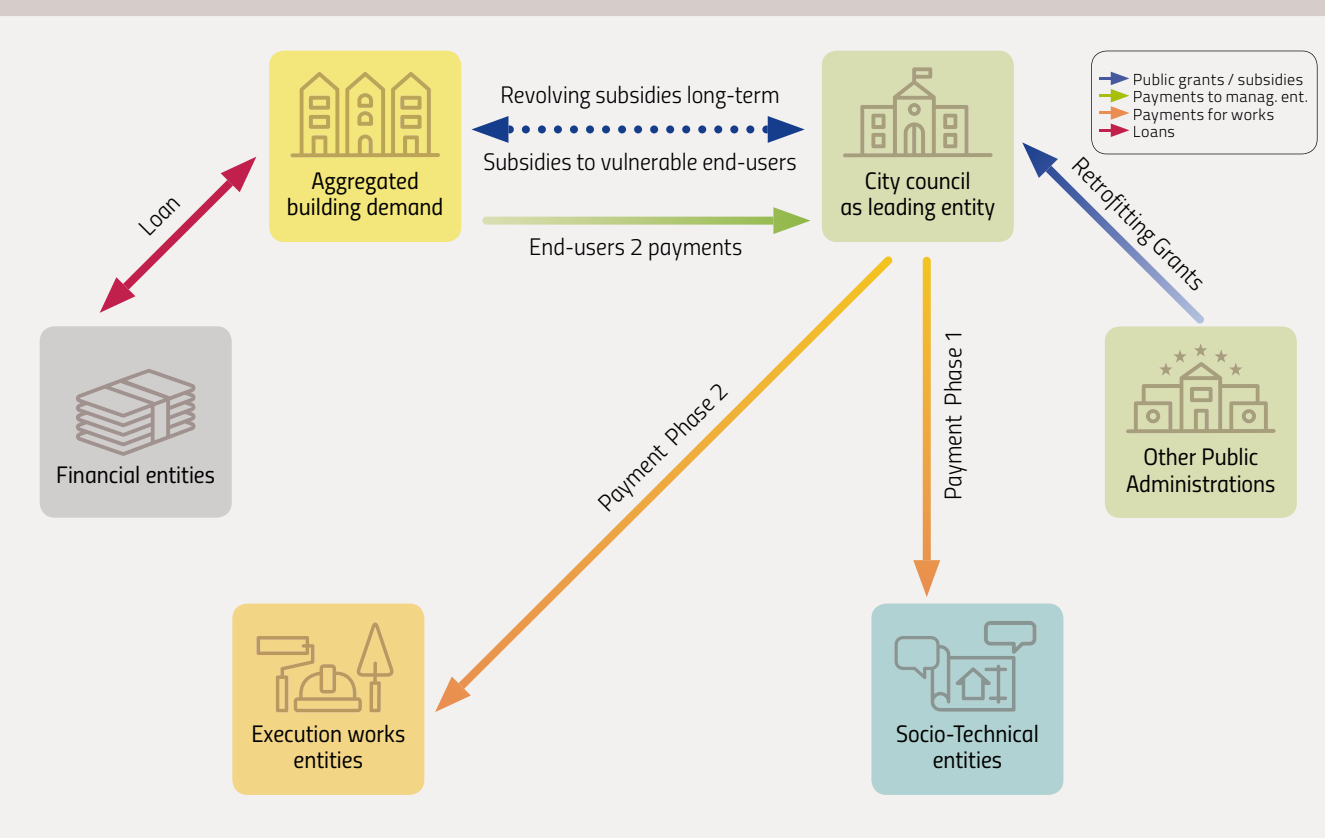 Revolving subsidies long-term
Subsidies to vulnerable end-users
End-users 2 payments
Aggregated
building demand
City council
as leading entity
Public grants / subsidies
Payments to manag. ent.
Payments for works
Loans
Loan
Retrofitting Grants
Financial entities
Payment Phase 2
Payment Phase 1
Other Public
Administrations
Execution works
entities
Socio-Technical
entities